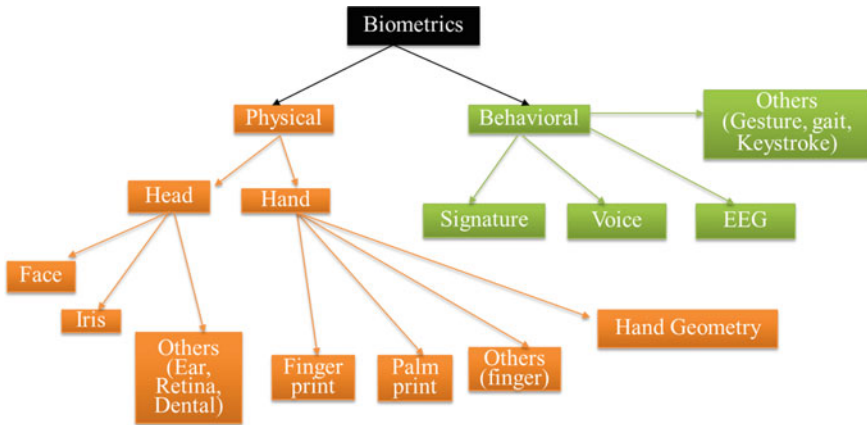 Biometrics
Physical
Behavioral
Others
(Gesture, gait,
Keystroke)
Head
Hand
Signature
Voice
EEG
Face
Iris
Others
(Ear,
Retina,
Dental)
Finger
print
Palm
print
Others
(finger)
Hand Geometry